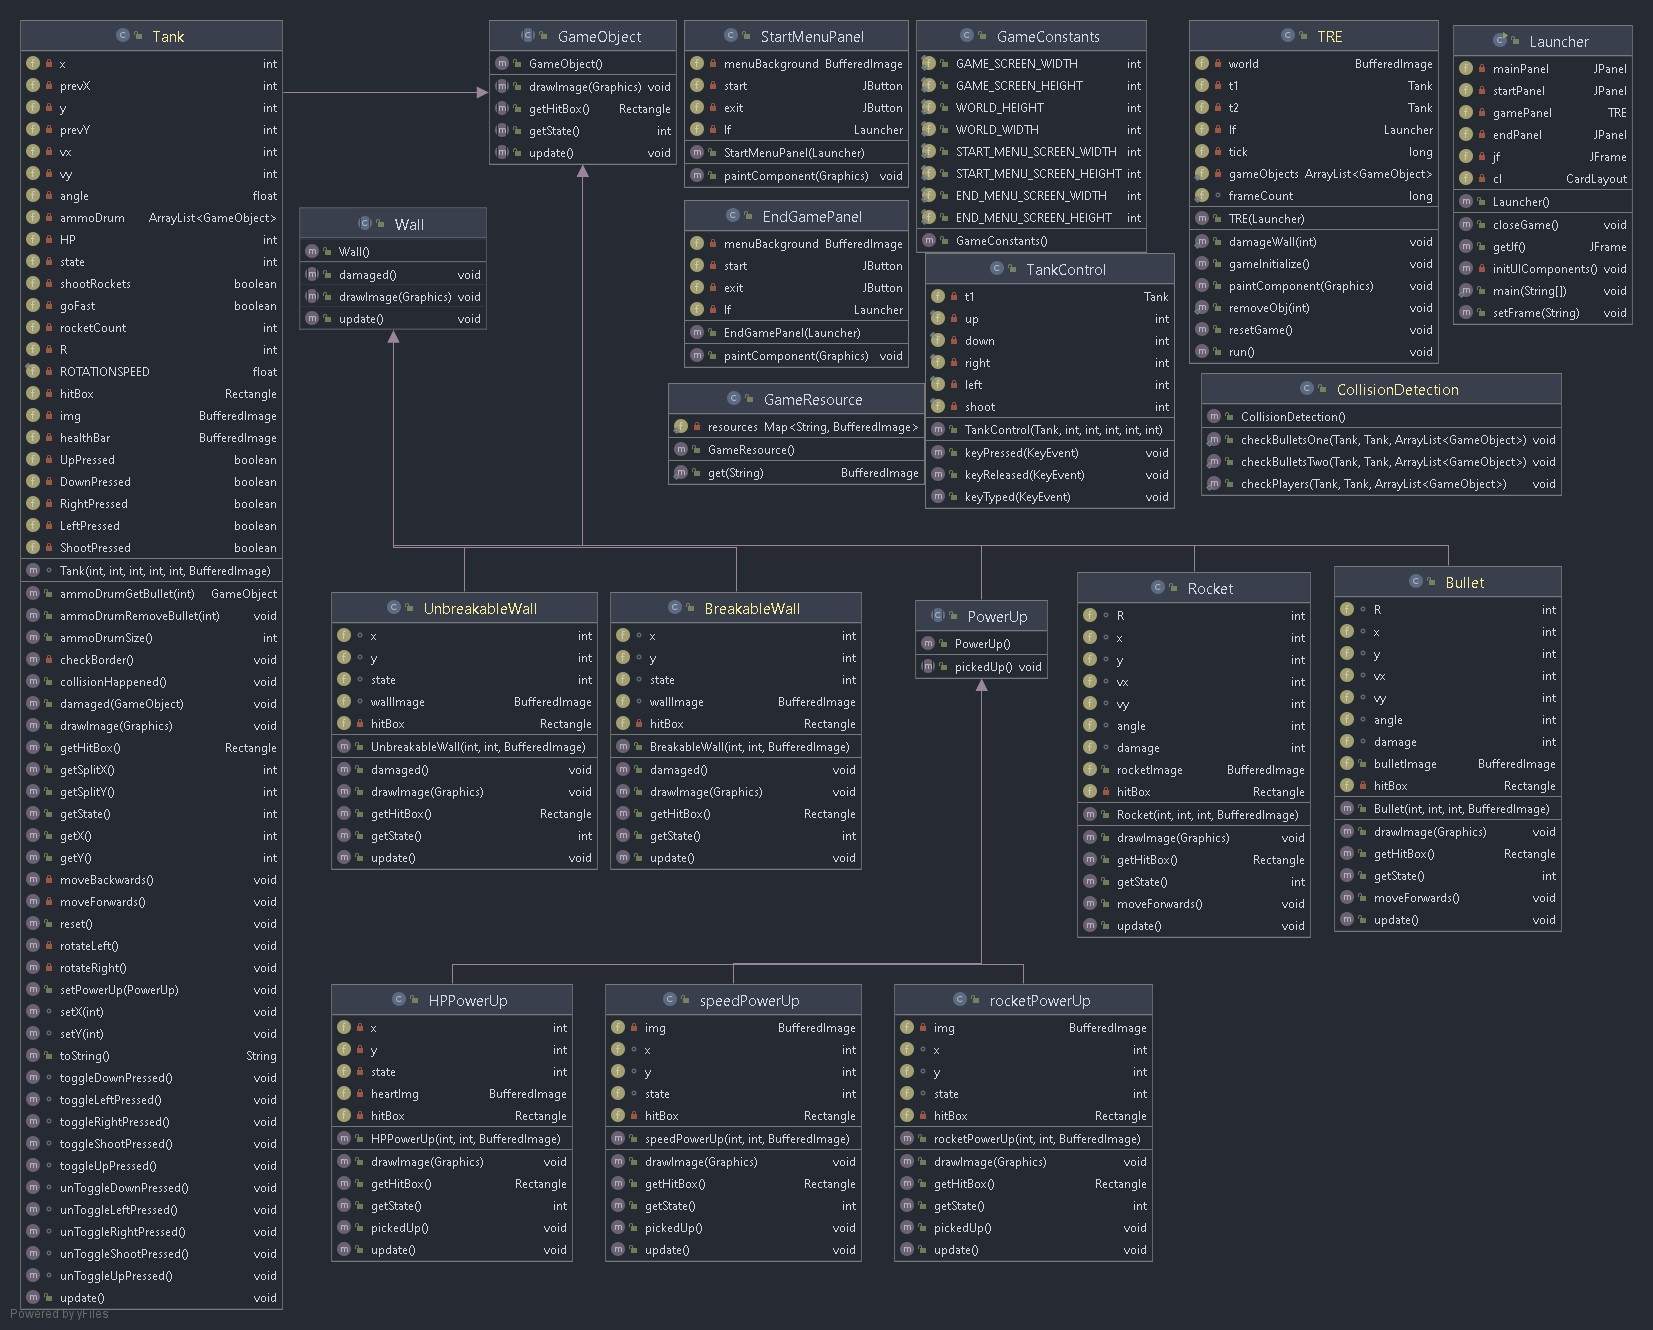 Tank
x int
prevX int
y int
prevY int
vx int
vy int
angle float
ammoDrum ArrayList<GameObject>
HP int
state int
shootRockets boolean
goFast boolean
rocketCount int
R int
ROTATIONSPEED float
hitBox Rectangle
img BufferedImage
healthBar BufferedImage
UpPressed boolean
DownPressed boolean
RightPressed boolean
LeftPressed boolean
ShootPressed boolean
Tank(int, int, int, int, int, BufferedImage)
ammoDrumGetBullet(int) GameObject
ammoDrumRemoveBullet(int) void
ammoDrumSize() int
checkBorder() void
collisionHappened() void
damaged(GameObject) void
drawImage(Graphics) void
getHitBox() Rectangle
getSplitX() int
getSplitY() int
getState() int
getX() int
getY() int
moveBackwards() void
moveForwards() void
reset() void
rotateLeft() void
rotateRight() void
setPowerUp(PowerUp) void
setX(int) void
setY(int) void
toString() String
toggleDownPressed() void
toggleLeftPressed() void
toggleRightPressed() void
toggleShootPressed() void
toggleUpPressed() void
unToggleDownPressed() void
unToggleLeftPressed() void
unToggleRightPressed() void
unToggleShootPressed() void
unToggleUpPressed() void
update() void
GameObject
GameObject()
drawImage(Graphics) void
getHitBox() Rectangle
getState() int
update() void
Wall
Wall()
damaged() void
drawImage(Graphics) void
update() void
StartMenuPanel
menuBackground BufferedImage
start JButton
exit JButton
lf Launcher
StartMenuPanel(Launcher)
paintComponent(Graphics) void
EndGamePanel
menuBackground BufferedImage
start JButton
exit JButton
lf Launcher
EndGamePanel(Launcher)
paintComponent(Graphics) void
GameResource
resources Map<String, BufferedImage>
GameResource()
get(String) BufferedImage
GameConstants
GAME_SCREEN_WIDTH int
GAME_SCREEN_HEIGHT int
WORLD_HEIGHT int
WORLD_WIDTH int
START_MENU_SCREEN_WIDTH int
START_MENU_SCREEN_HEIGHT int
END_MENU_SCREEN_WIDTH int
END_MENU_SCREEN_HEIGHT int
GameConstants()
TankControl
t1 Tank
up int
down int
right int
left int
shoot int
TankControl(Tank, int, int, int, int, int)
keyPressed(KeyEvent) void
keyReleased(KeyEvent) void
keyTyped(KeyEvent) void
TRE
world BufferedImage
t1 Tank
t2 Tank
lf Launcher
tick long
gameObjects ArrayList<GameObject>
frameCount long
TRE(Launcher)
damageWall(int) void
gameInitialize() void
paintComponent(Graphics) void
removeObj(int) void
resetGame() void
run() void
Launcher
mainPanel JPanel
startPanel JPanel
gamePanel TRE
endPanel JPanel
jf JFrame
cl CardLayout
Launcher()
closeGame() void
getJf() JFrame
initUIComponents() void
main(String[]) void
setFrame(String) void
CollisionDetection
CollisionDetection()
checkBulletsOne(Tank, Tank, ArrayList<GameObject>) void
checkBulletsTwo(Tank, Tank, ArrayList<GameObject>) void
checkPlayers(Tank, Tank, ArrayList<GameObject>) void
UnbreakableWall
x int
y int
state int
wallImage BufferedImage
hitBox Rectangle
UnbreakableWall(int, int, BufferedImage)
damaged() void
drawImage(Graphics) void
getHitBox() Rectangle
getState() int
update() void
BreakableWall
x int
y int
state int
wallImage BufferedImage
hitBox Rectangle
BreakableWall(int, int, BufferedImage)
damaged() void
drawImage(Graphics) void
getHitBox() Rectangle
getState() int
update() void
PowerUp
PowerUp()
pickedUp() void
Rocket
R int
x int
y int
vx int
vy int
angle int
damage int
rocketImage BufferedImage
hitBox Rectangle
Rocket(int, int, int, BufferedImage)
drawImage(Graphics) void
getHitBox() Rectangle
getState() int
moveForwards() void
update() void
Bullet
R int
x int
y int
vx int
vy int
angle int
damage int
bulletImage BufferedImage
hitBox Rectangle
Bullet(int, int, int, BufferedImage)
drawImage(Graphics) void
getHitBox() Rectangle
getState() int
moveForwards() void
update() void
HPPowerUp
x int
y int
state int
heartImg BufferedImage
hitBox Rectangle
HPPowerUp(int, int, BufferedImage)
drawImage(Graphics) void
getHitBox() Rectangle
getState() int
pickedUp() void
update() void
speedPowerUp
img BufferedImage
x int
y int
state int
hitBox Rectangle
speedPowerUp(int, int, BufferedImage)
drawImage(Graphics) void
getHitBox() Rectangle
getState() int
pickedUp() void
update() void
rocketPowerUp
img BufferedImage
x int
y int
state int
hitBox Rectangle
rocketPowerUp(int, int, BufferedImage)
drawImage(Graphics) void
getHitBox() Rectangle
getState() int
pickedUp() void
update() void
Powered by yFiles